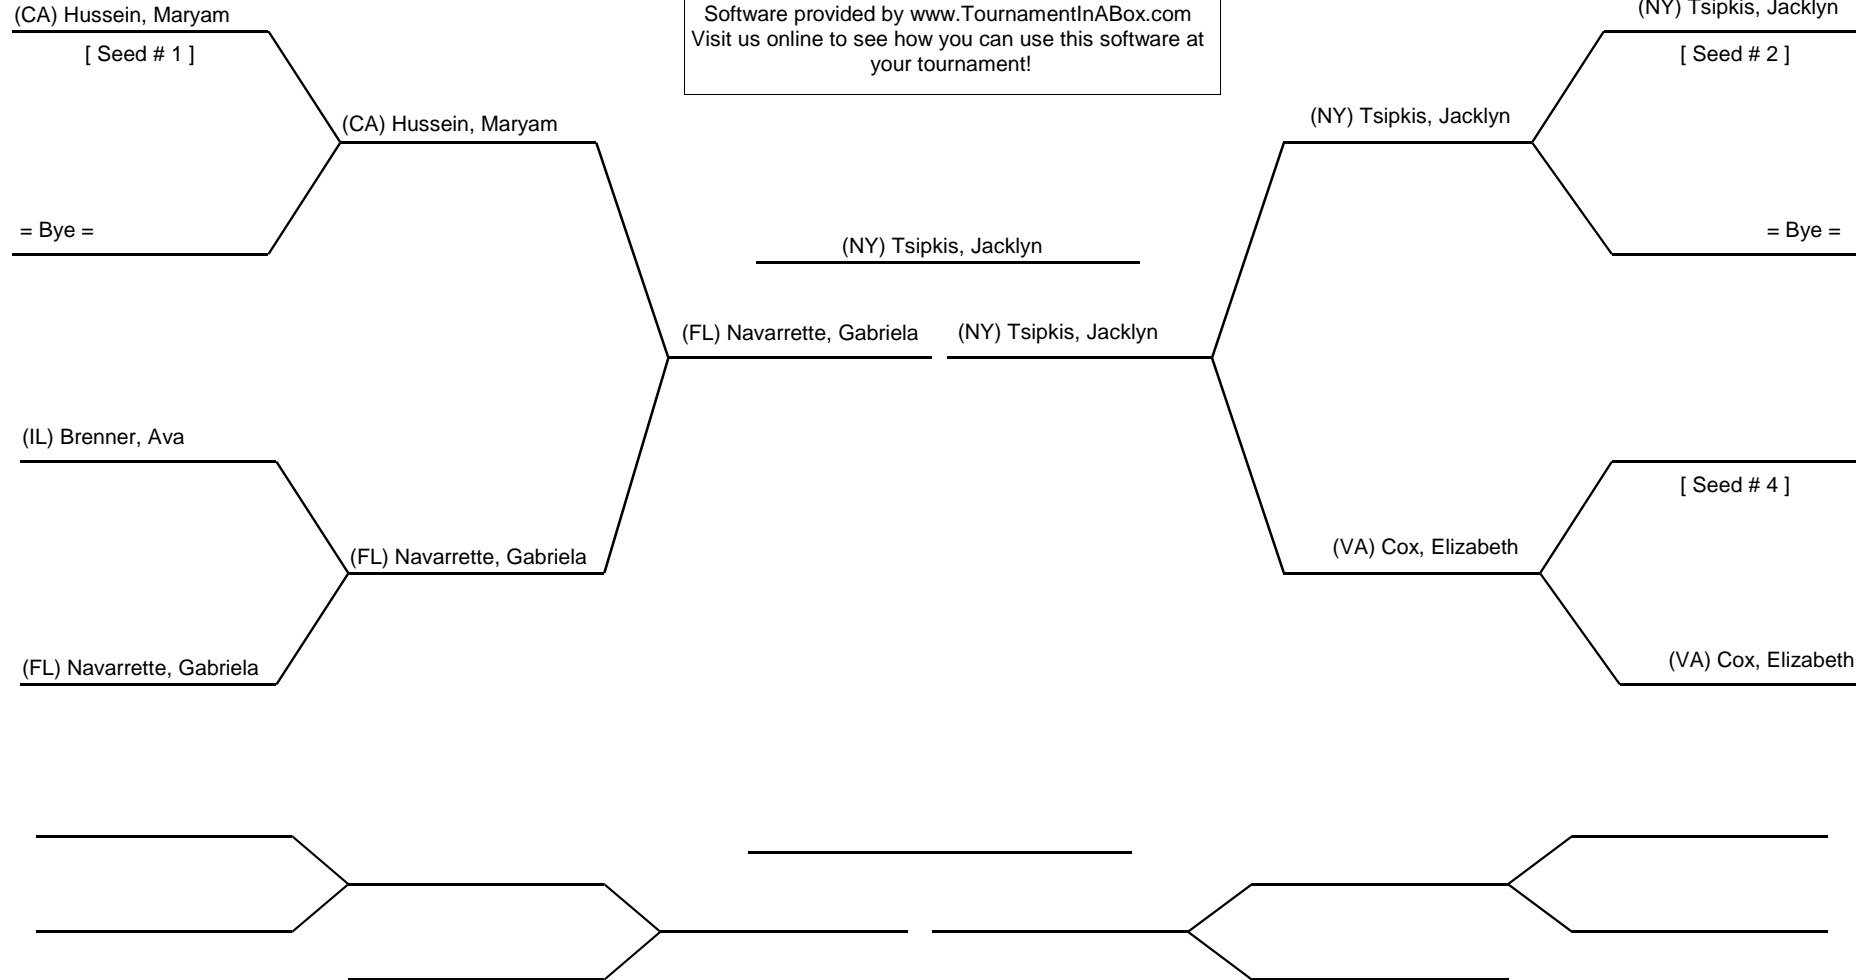 (CA) Hussein, Maryam
[ Seed # 1 ]
Software provided by www.TournamentInABox.com
Visit us online to see how you can use this software at
your tournament!
(NY) Tsipkis, Jacklyn
[ Seed # 2 ]
(CA) Hussein, Maryam
(NY) Tsipkis, Jacklyn
= Bye =
(NY) Tsipkis, Jacklyn
= Bye =
(FL) Navarrette, Gabriela
(NY) Tsipkis, Jacklyn
(IL) Brenner, Ava
[ Seed # 4 ]
(FL) Navarrette, Gabriela
(VA) Cox, Elizabeth
(FL) Navarrette, Gabriela
(VA) Cox, Elizabeth